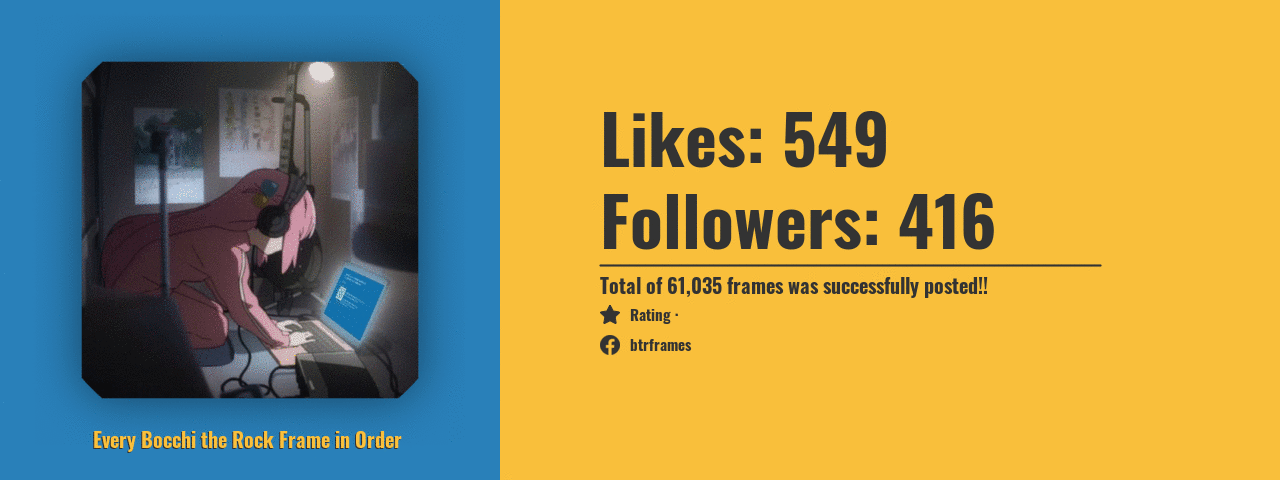 Likes: 549
Followers: 416
Total of 61,035 frames was successfully posted!!
Rating ·
btrframes
Every Bocchi the Rock Frame in Order